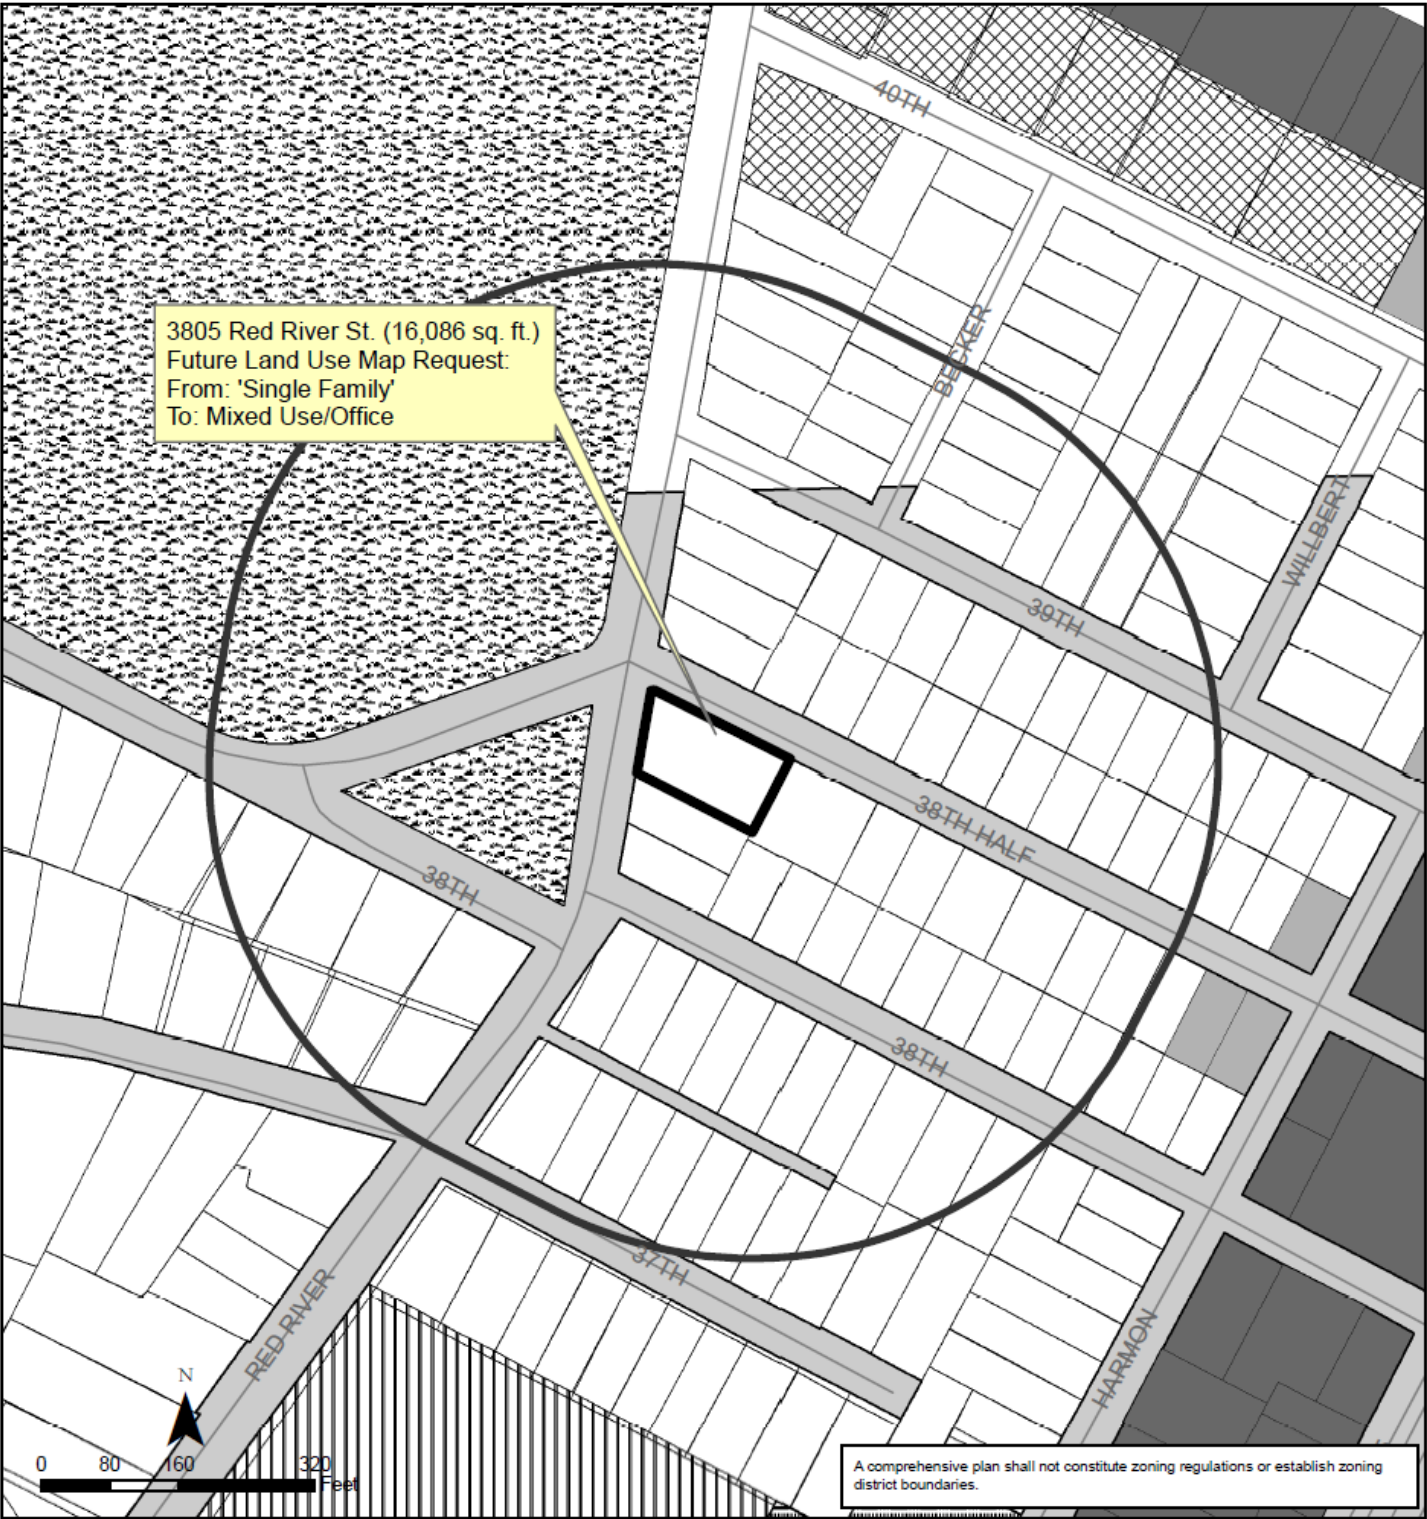 40TH
BECKER
3805 Red River St. (16,086 sq. ft.)
Future Land Use Map Request:
From: 'Single Family'
To: Mixed Use/Office
WILLBERT
39TH
38TH HALF
38TH
38TH
37TH
RED RIVER
HARMON
N
0 80 160 320
Feet
A comprehensive plan shall not constitute zoning regulations or establish zoning
district boundaries.